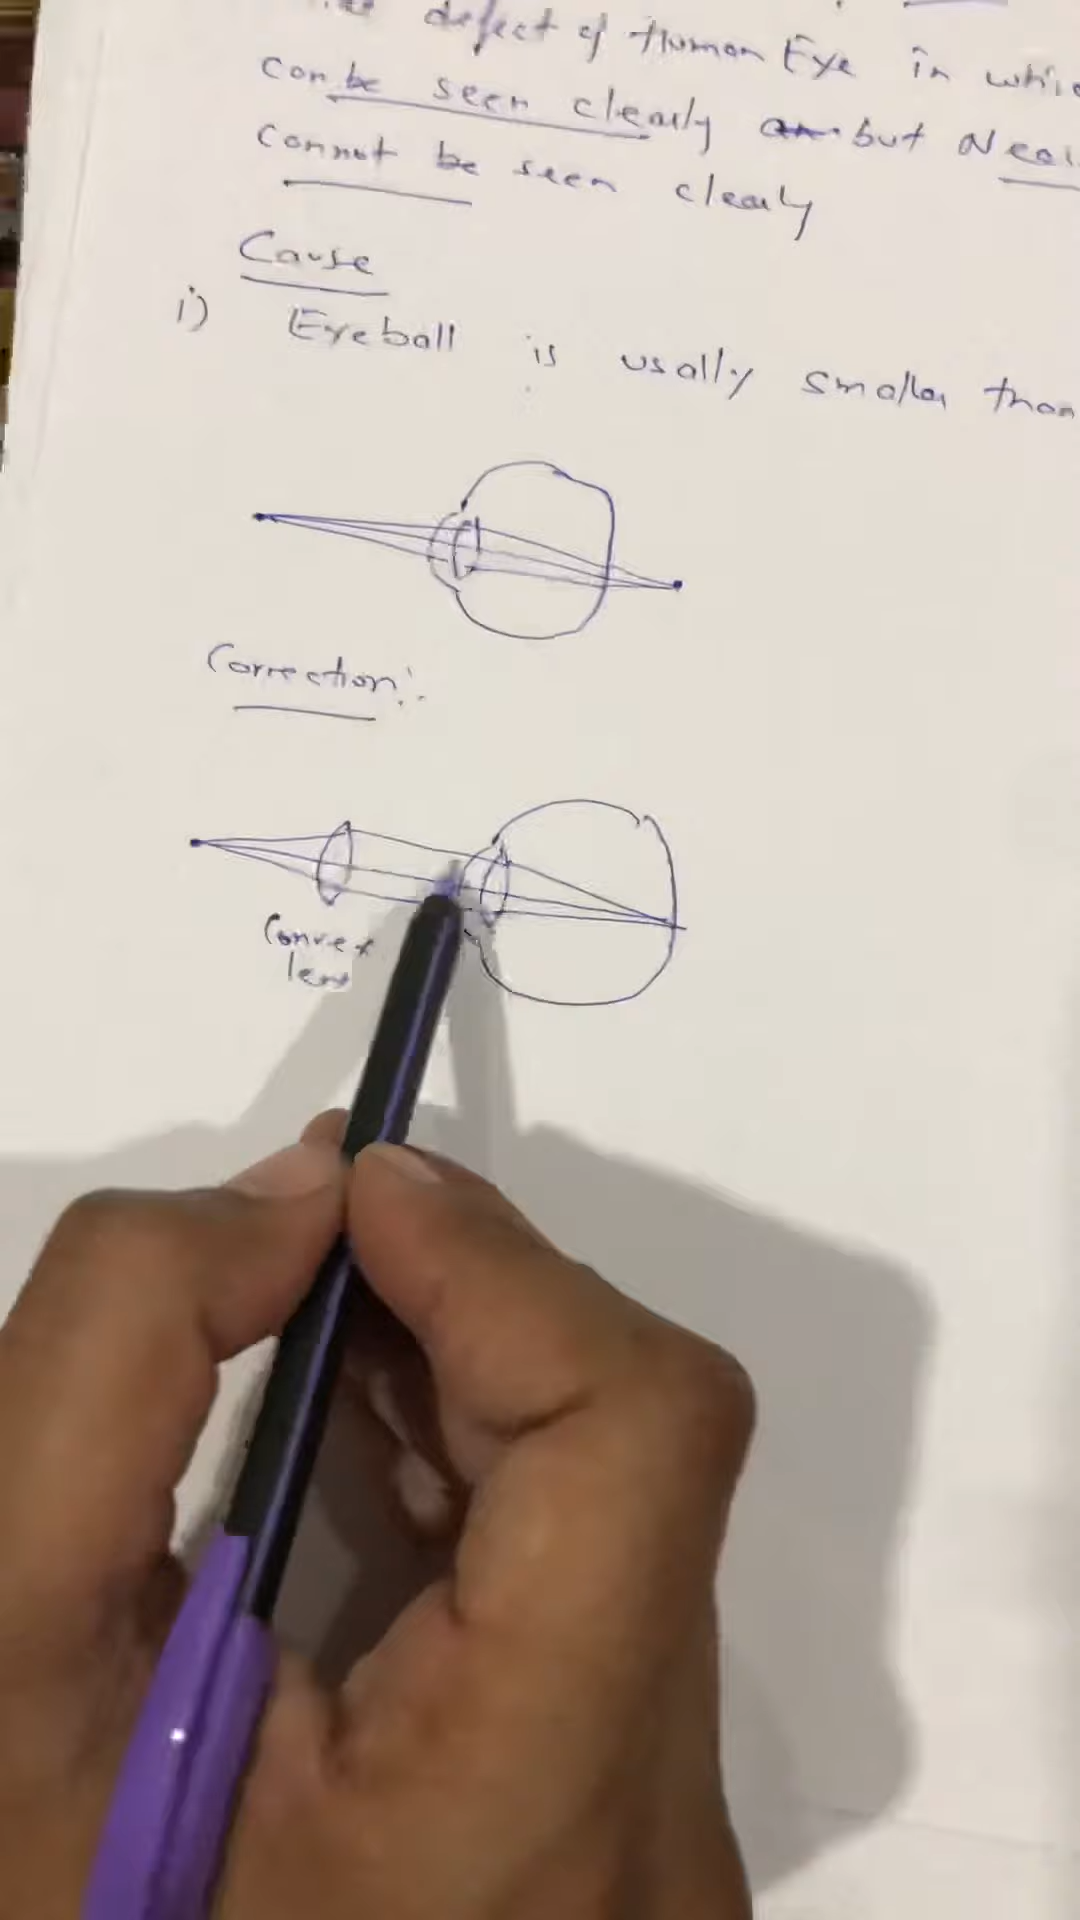 defect of Human Eye in which
can be seen clearly but Near
cannot be seen clearly
Cause
i) Eyeball is usally smaller than
Correction:
Convex
lens